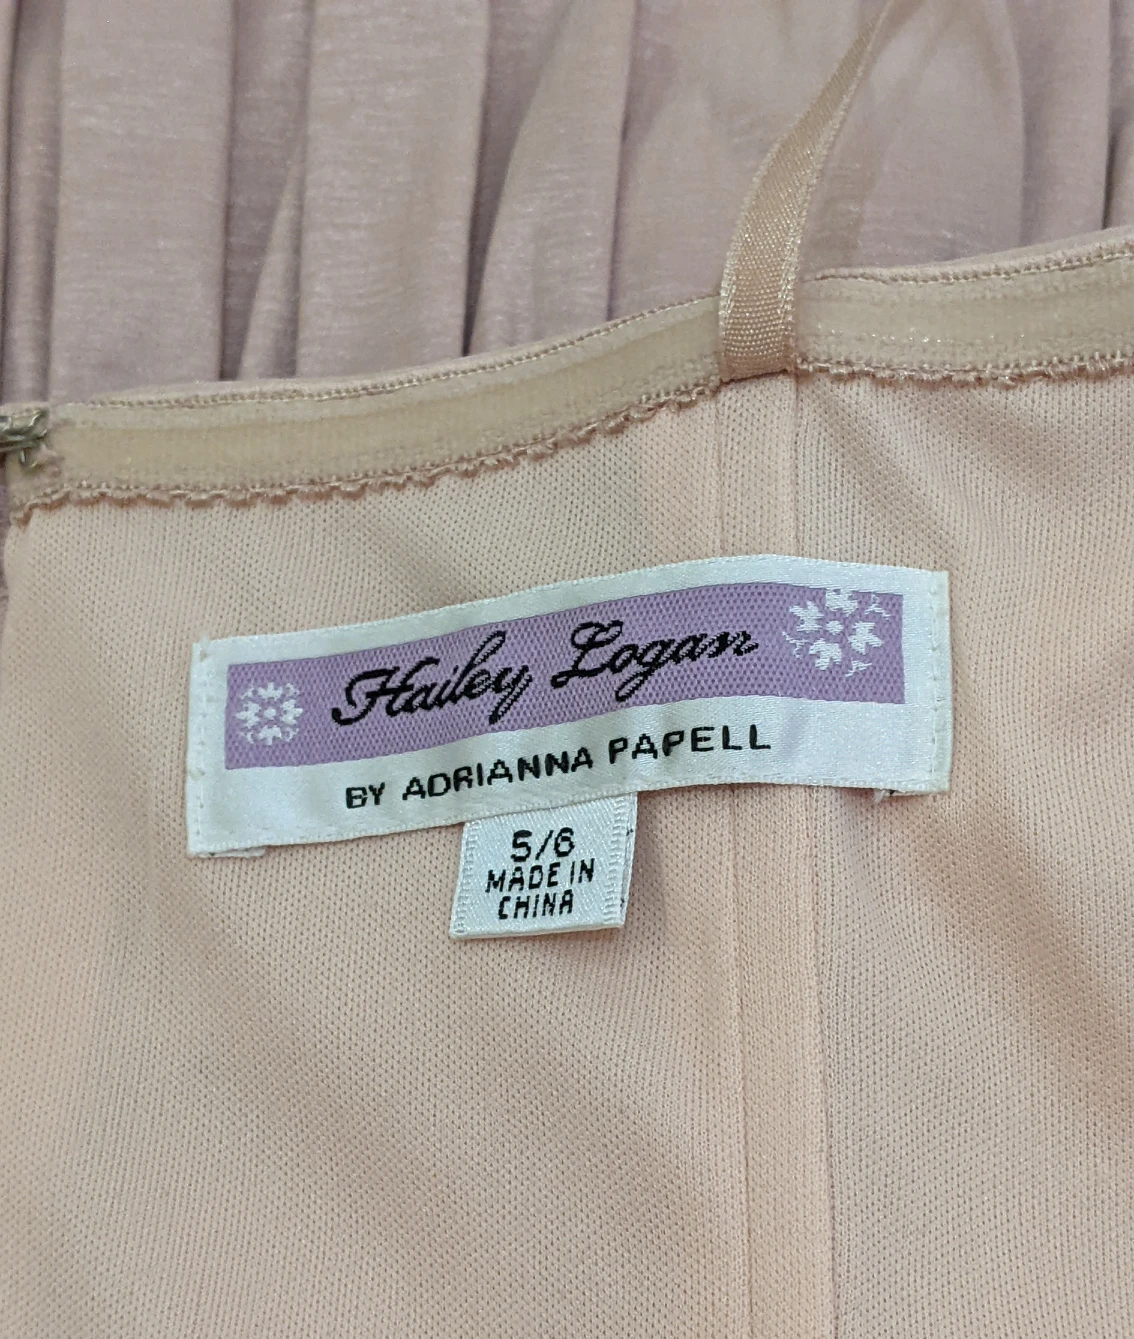 Hailey Logan
BY ADRIANNA PAPELL
5/6
MADE IN
CHINA